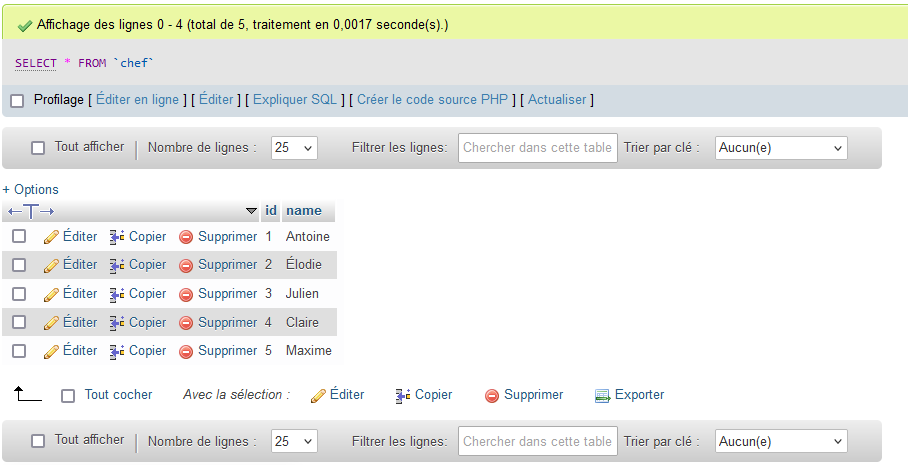 Affichage des lignes 0 - 4 (total de 5, traitement en 0,0017 seconde(s).)
SELECT * FROM `chef`
Profilage [ Éditer en ligne ] [ Éditer ] [ Expliquer SQL ] [ Créer le code source PHP ] [ Actualiser ]
Tout afficher Nombre de lignes : 25 Filtrer les lignes: Chercher dans cette table Trier par clé : Aucun(e)
+ Options
←T→ id name
Éditer Copier Supprimer 1 Antoine
Éditer Copier Supprimer 2 Élodie
Éditer Copier Supprimer 3 Julien
Éditer Copier Supprimer 4 Claire
Éditer Copier Supprimer 5 Maxime
Tout cocher Avec la sélection : Éditer Copier Supprimer Exporter
Tout afficher Nombre de lignes : 25 Filtrer les lignes: Chercher dans cette table Trier par clé : Aucun(e)